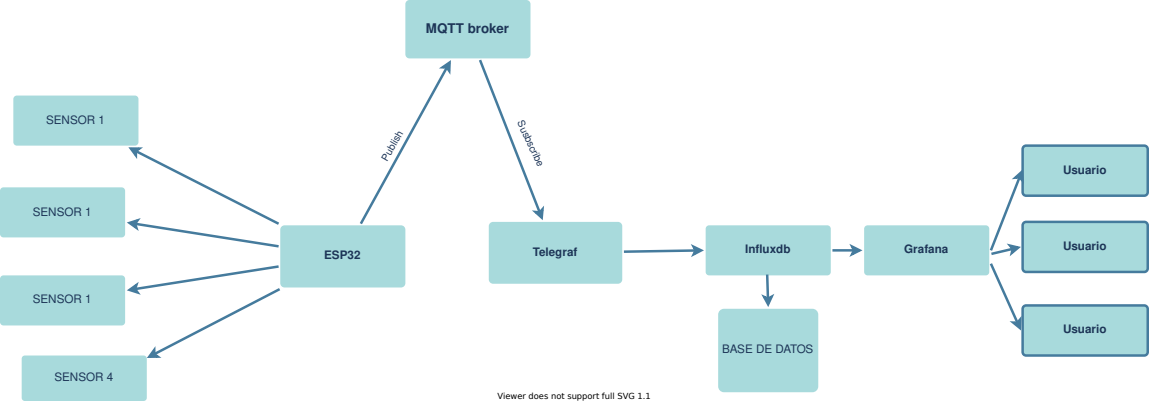 MQTT broker
SENSOR 1
Publish
Susbscribe
Usuario
SENSOR 1
ESP32
Telegraf
Influxdb
Grafana
Usuario
SENSOR 1
Usuario
BASE DE DATOS
SENSOR 4
Viewer does not support full SVG 1.1